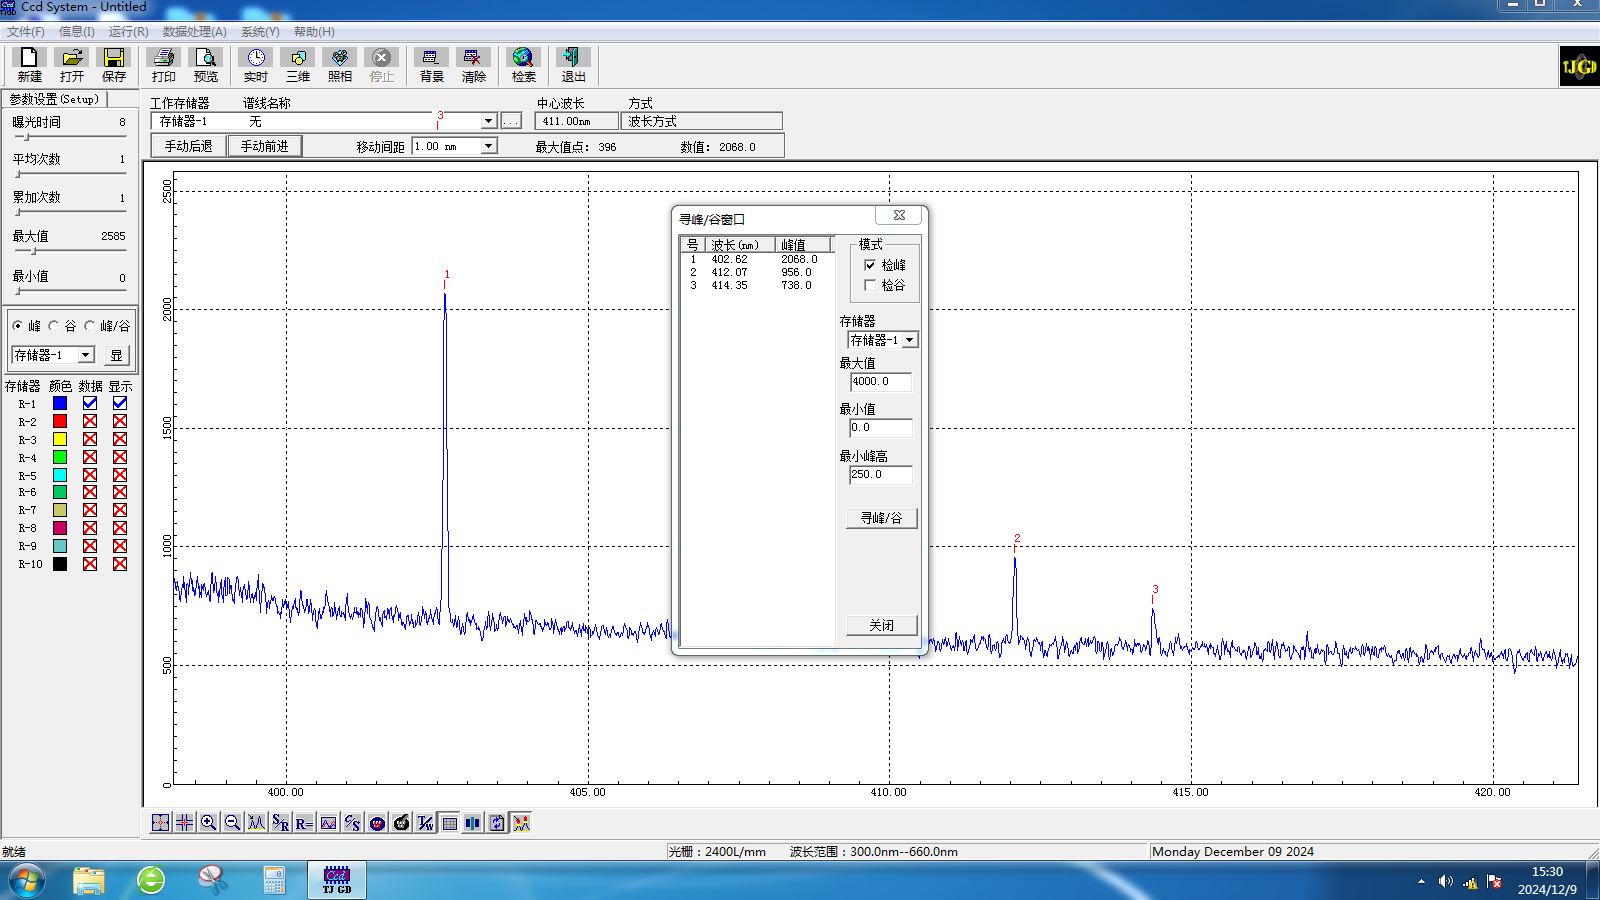 Ccd System - Untitled
文件(F) 信息(I) 运行(R) 数据处理(A) 系统(Y) 帮助(H)
新建 打开 保存 打印 预览 实时 三维 照相 停止 背景 清除 检索 退出
TJGD
参数设置(Setup)
曝光时间 8
平均次数 1
累加次数 1
最大值 2585
最小值 0
峰 谷 峰/谷
存储器-1 显
存储器 颜色 数据 显示
R-1
R-2
R-3
R-4
R-5
R-6
R-7
R-8
R-9
R-10
工作存储器 谱线名称 中心波长 方式
存储器-1 无 3 ... 411.00nm 波长方式
手动后退 手动前进 移动间距 1.00 nm 最大值点: 396 数值: 2068.0
2500
2000
1500
1000
500
0
1
2
3
400.00 405.00 410.00 415.00 420.00
寻峰/谷窗口
号 波长(nm) 峰值
1 402.62 2068.0
2 412.07 956.0
3 414.35 738.0
模式
检峰
检谷
存储器
存储器-1
最大值
4000.0
最小值
0.0
最小峰高
250.0
寻峰/谷
关闭
就绪 光栅:2400L/mm 波长范围:300.0nm--660.0nm Monday December 09 2024
Ccd
TJ GD
15:30
2024/12/9